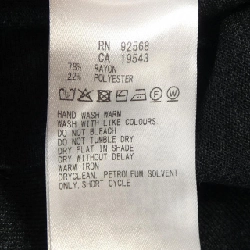 RN 92568
CA 19543
78% RAYON
22% POLYESTER
HAND WASH WARM
WASH WITH LIKE COLOURS.
DO NOT BLEACH
DO NOT TUMBLE DRY
DRY FLAT IN SHADE
DRY WITHOUT DELAY
WARM IRON
DRYCLEAN, PETROLEUM SOLVENT
ONLY, SHORT CYCLE